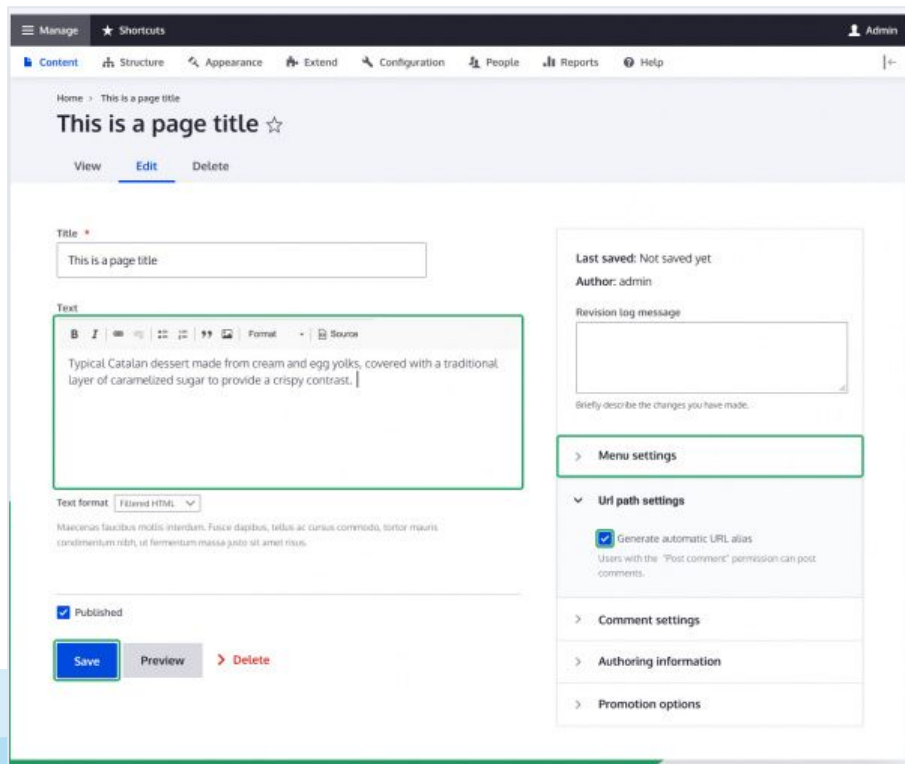 Manage Shortcuts Admin
Content Structure Appearance Extend Configuration People Reports Help
Home > This is a page title
This is a page title
View Edit Delete
Title *
This is a page title
Text
B I Format Source
Typical Catalan dessert made from cream and egg yolks, covered with a traditional
layer of caramelized sugar to provide a crispy contrast.
Text format Filtered HTML
Maecenas faucibus mollis interdum. Fusce dapibus, tellus ac cursus commodo, tortor mauris
condimentum nibh, ut fermentum massa justo sit amet risus.
Published
Save Preview Delete
Last saved: Not saved yet
Author: admin
Revision log message
Briefly describe the changes you have made.
Menu settings
Url path settings
Generate automatic URL alias
Users with the "Post comment" permission can post
comments.
Comment settings
Authoring information
Promotion options